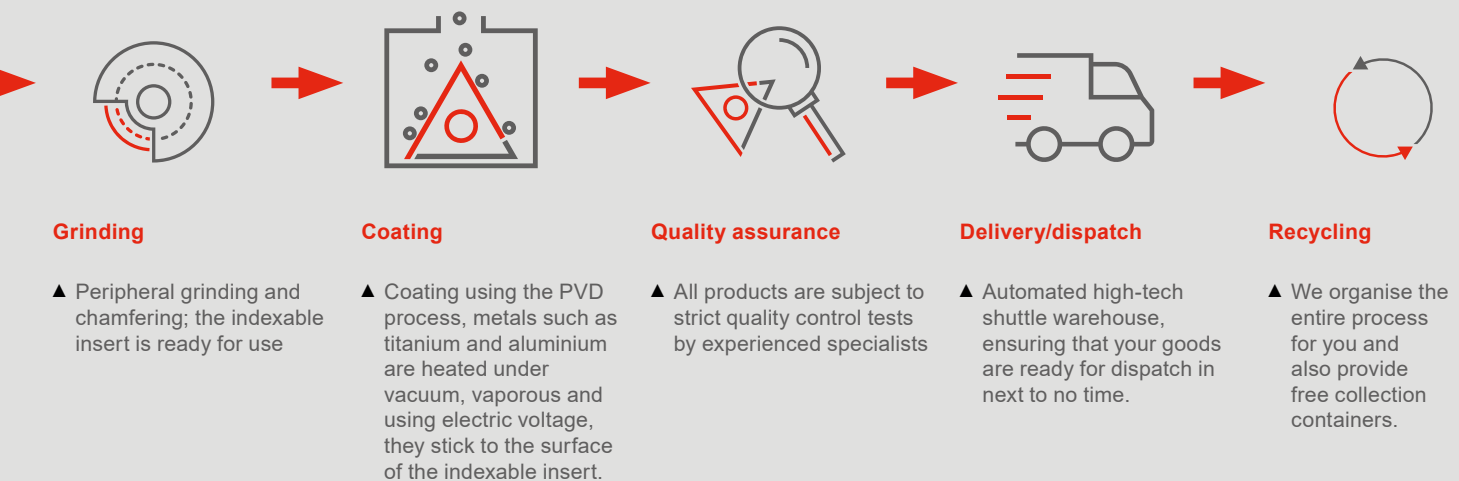 Grinding
▲ Peripheral grinding and
chamfering; the indexable
insert is ready for use
Coating
▲ Coating using the PVD
process, metals such as
titanium and aluminium
are heated under
vacuum, vaporous and
using electric voltage,
they stick to the surface
of the indexable insert.
Quality assurance
▲ All products are subject to
strict quality control tests
by experienced specialists
Delivery/dispatch
▲ Automated high-tech
shuttle warehouse,
ensuring that your goods
are ready for dispatch in
next to no time.
Recycling
▲ We organise the
entire process
for you and
also provide
free collection
containers.